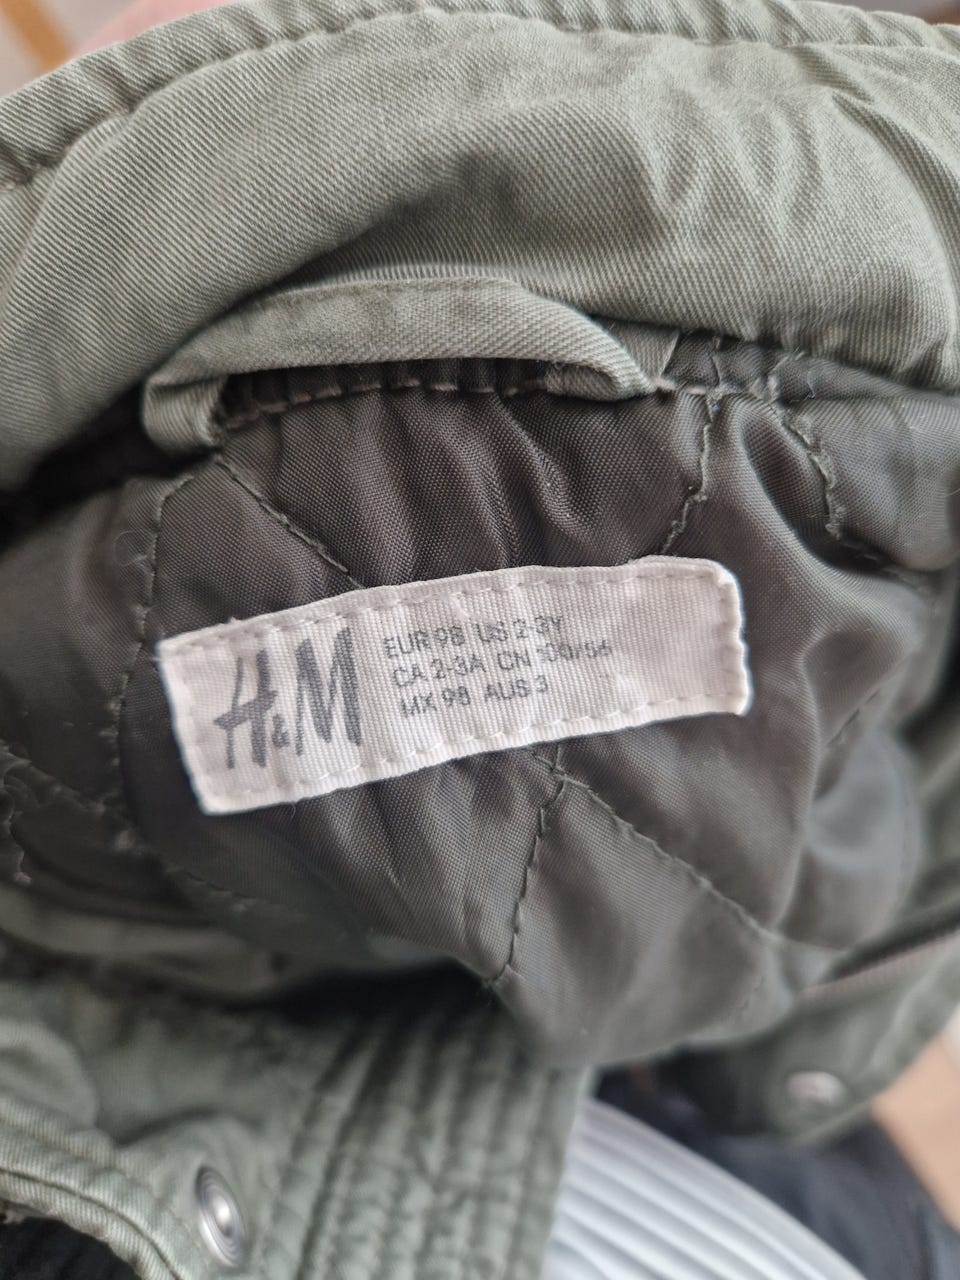 H&M
EUR 98 US 2-3Y
CA 2-3A CN 100/56
MX 98 AUS 3